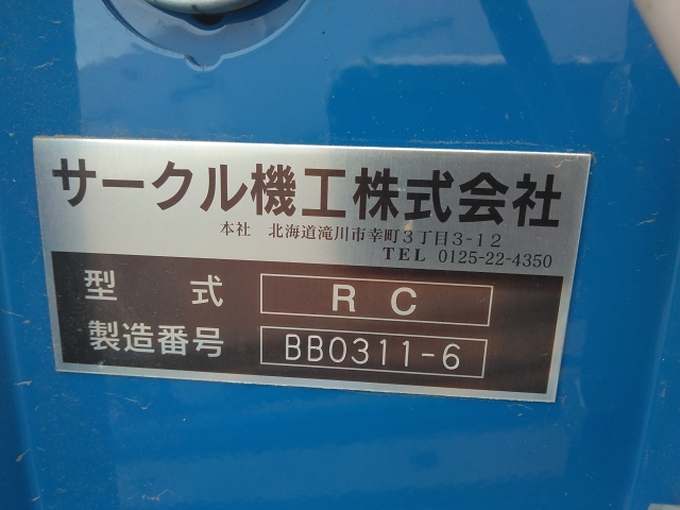 サークル機工株式会社
本社 北海道滝川市幸町3丁目3-12
TEL 0125-22-4350
型式 RC
製造番号 BB0311-6